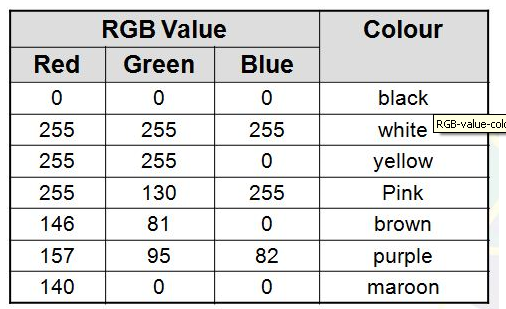 RGB Value Colour
Red Green Blue
0 0 0 black
255 255 255 white
RGB-value-colo
255 255 0 yellow
255 130 255 Pink
146 81 0 brown
157 95 82 purple
140 0 0 maroon